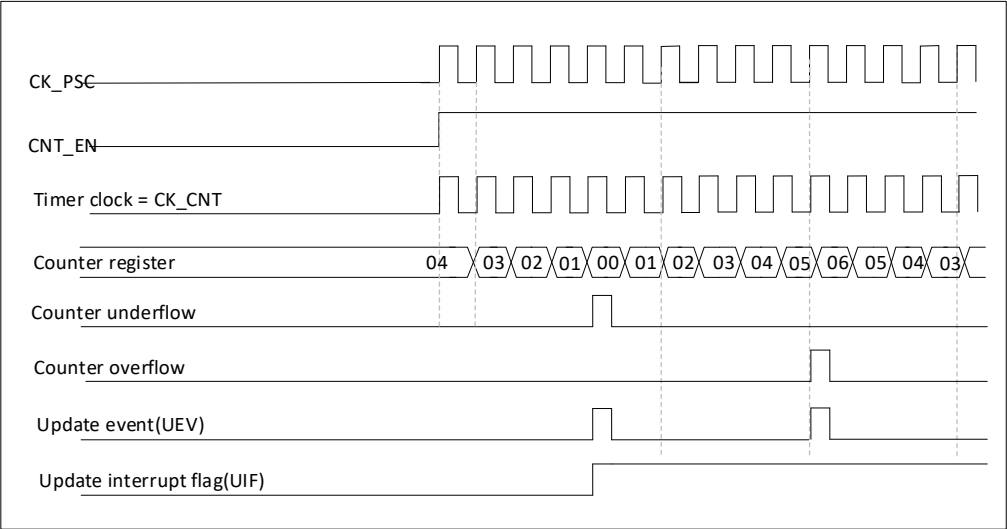 CK_PSC
CNT_EN
Timer clock = CK_CNT
Counter register 04 03 02 01 00 01 02 03 04 05 06 05 04 03
Counter underflow
Counter overflow
Update event(UEV)
Update interrupt flag(UIF)